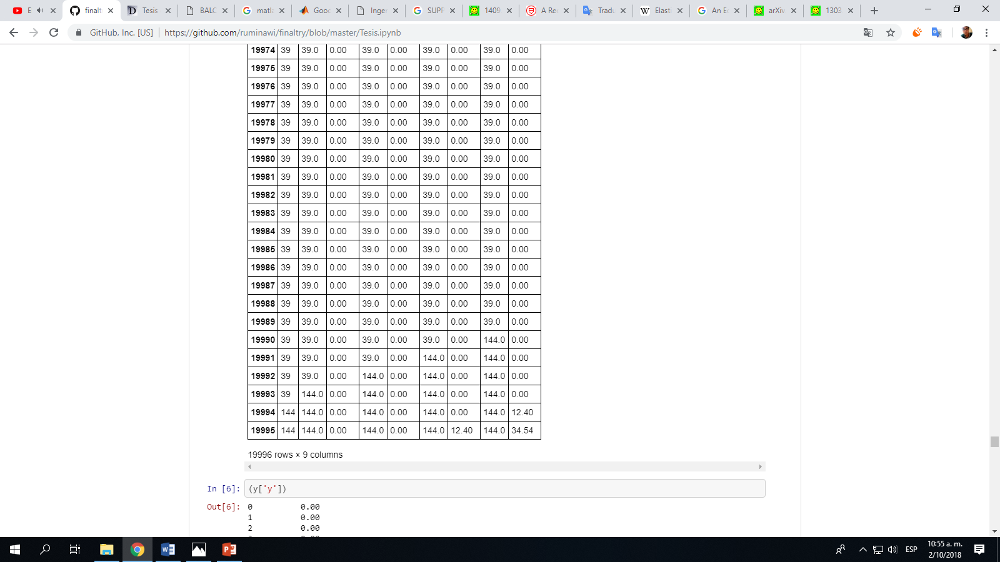 E
finalt
Tesis
BALC
matla
Gooc
Inger
SUPP
1409.
A Re
Tradu
Elasti
An E
arXiv
1303
GitHub, Inc. [US] | https://github.com/ruminawi/finaltry/blob/master/Tesis.ipynb
19974 39 39.0 0.00 39.0 0.00 39.0 0.00 39.0 0.00
19975 39 39.0 0.00 39.0 0.00 39.0 0.00 39.0 0.00
19976 39 39.0 0.00 39.0 0.00 39.0 0.00 39.0 0.00
19977 39 39.0 0.00 39.0 0.00 39.0 0.00 39.0 0.00
19978 39 39.0 0.00 39.0 0.00 39.0 0.00 39.0 0.00
19979 39 39.0 0.00 39.0 0.00 39.0 0.00 39.0 0.00
19980 39 39.0 0.00 39.0 0.00 39.0 0.00 39.0 0.00
19981 39 39.0 0.00 39.0 0.00 39.0 0.00 39.0 0.00
19982 39 39.0 0.00 39.0 0.00 39.0 0.00 39.0 0.00
19983 39 39.0 0.00 39.0 0.00 39.0 0.00 39.0 0.00
19984 39 39.0 0.00 39.0 0.00 39.0 0.00 39.0 0.00
19985 39 39.0 0.00 39.0 0.00 39.0 0.00 39.0 0.00
19986 39 39.0 0.00 39.0 0.00 39.0 0.00 39.0 0.00
19987 39 39.0 0.00 39.0 0.00 39.0 0.00 39.0 0.00
19988 39 39.0 0.00 39.0 0.00 39.0 0.00 39.0 0.00
19989 39 39.0 0.00 39.0 0.00 39.0 0.00 39.0 0.00
19990 39 39.0 0.00 39.0 0.00 39.0 0.00 144.0 0.00
19991 39 39.0 0.00 39.0 0.00 144.0 0.00 144.0 0.00
19992 39 39.0 0.00 144.0 0.00 144.0 0.00 144.0 0.00
19993 39 144.0 0.00 144.0 0.00 144.0 0.00 144.0 0.00
19994 144 144.0 0.00 144.0 0.00 144.0 0.00 144.0 12.40
19995 144 144.0 0.00 144.0 0.00 144.0 12.40 144.0 34.54
19996 rows × 9 columns
In [6]: (y['y'])
Out[6]: 0 0.00
1 0.00
2 0.00
ESP
10:55 a. m.
2/10/2018